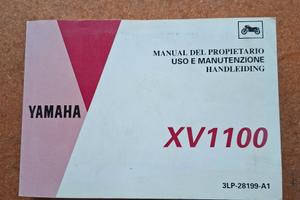 MANUAL DEL PROPIETARIO
USO E MANUTENZIONE
HANDLEIDING
YAMAHA
XV1100
3LP-28199-A1